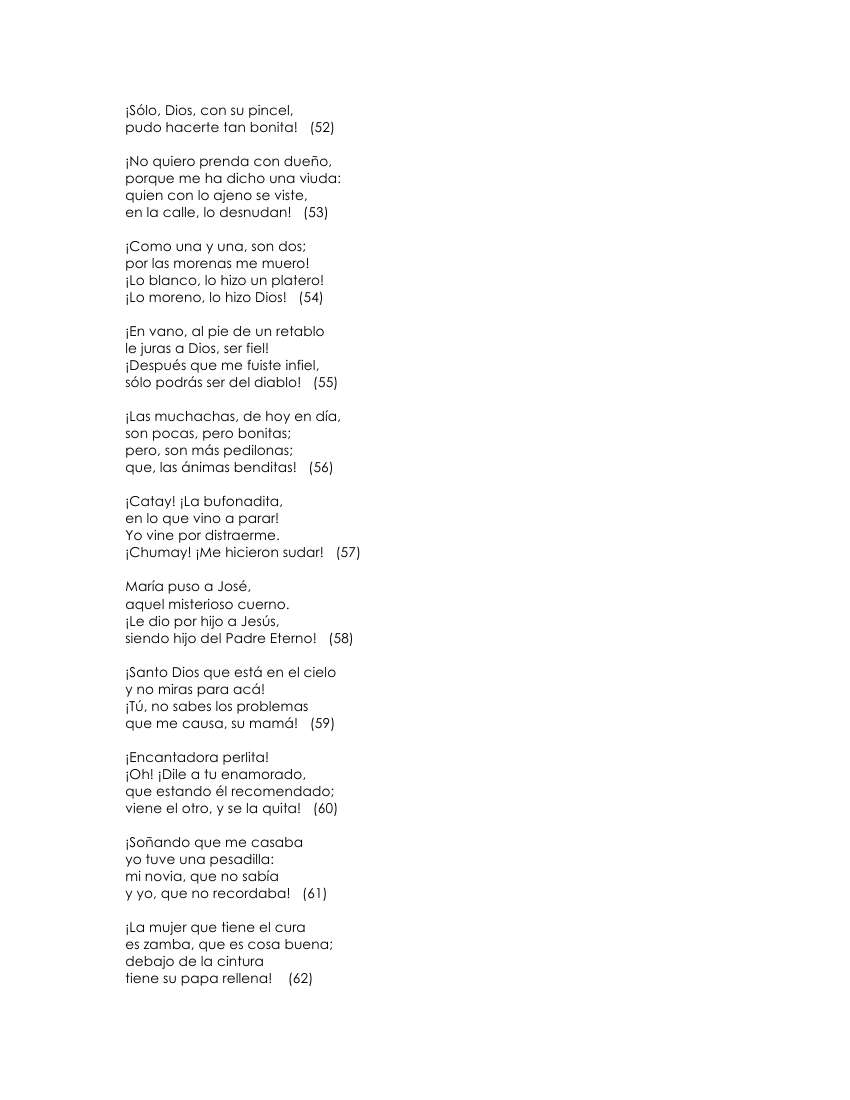 ¡Sólo, Dios, con su pincel,
pudo hacerte tan bonita! (52)
¡No quiero prenda con dueño,
porque me ha dicho una viuda:
quien con lo ajeno se viste,
en la calle, lo desnudan! (53)
¡Como una y una, son dos;
por las morenas me muero!
¡Lo blanco, lo hizo un platero!
¡Lo moreno, lo hizo Dios! (54)
¡En vano, al pie de un retablo
le juras a Dios, ser fiel!
¡Después que me fuiste infiel,
sólo podrás ser del diablo! (55)
¡Las muchachas, de hoy en día,
son pocas, pero bonitas;
pero, son más pedilonas;
que, las ánimas benditas! (56)
¡Catay! ¡La bufonadita,
en lo que vino a parar!
Yo vine por distraerme.
¡Chumay! ¡Me hicieron sudar! (57)
María puso a José,
aquel misterioso cuerno.
¡Le dio por hijo a Jesús,
siendo hijo del Padre Eterno! (58)
¡Santo Dios que está en el cielo
y no miras para acá!
¡Tú, no sabes los problemas
que me causa, su mamá! (59)
¡Encantadora perlita!
¡Oh! ¡Dile a tu enamorado,
que estando él recomendado;
viene el otro, y se la quita! (60)
¡Soñando que me casaba
yo tuve una pesadilla:
mi novia, que no sabía
y yo, que no recordaba! (61)
¡La mujer que tiene el cura
es zamba, que es cosa buena;
debajo de la cintura
tiene su papa rellena! (62)